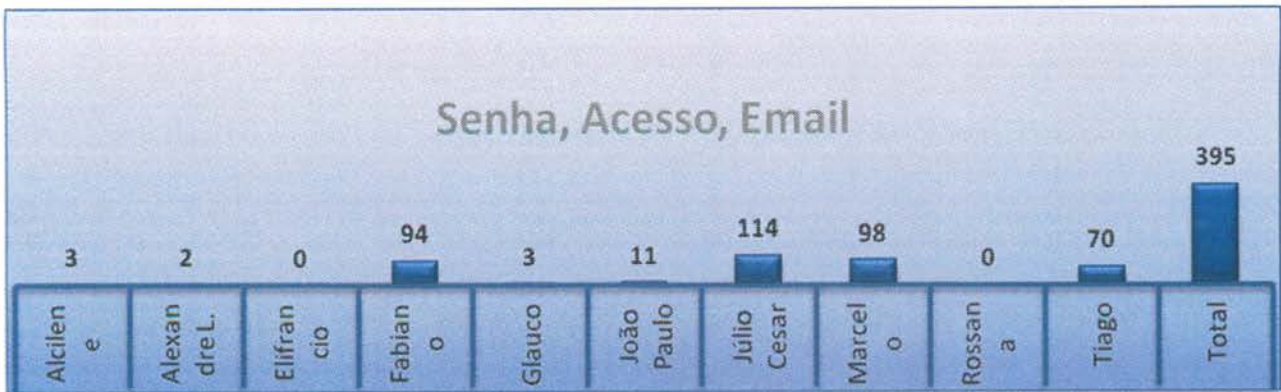 Senha, Acesso, Email
3
2
0
94
3
11
114
98
0
70
395
Alcilen
e
Alexan
dre L.
Elifran
cio
Fabian
o
Glauco
João
Paulo
Júlio
Cesar
Marcel
o
Rossan
a
Tiago
Total